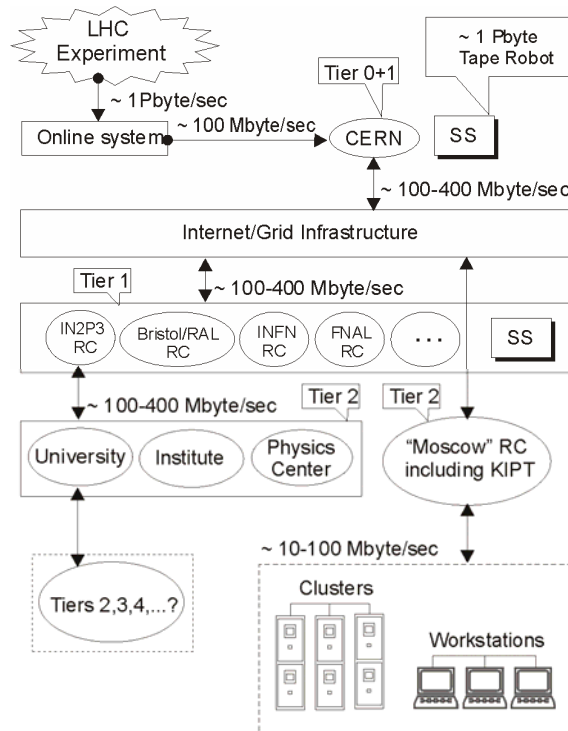 LHC
Experiment
~ 1 Pbyte
Tape Robot
Tier 0+1
~ 1Pbyte/sec
Online system
~ 100 Mbyte/sec
CERN
SS
~ 100-400 Mbyte/sec
Internet/Grid Infrastructure
Tier 1
~ 100-400 Mbyte/sec
IN2P3
RC
Bristol/RAL
RC
INFN
RC
FNAL
RC
...
SS
~ 100-400 Mbyte/sec
Tier 2
Tier 2
University
Institute
Physics
Center
"Moscow" RC
including KIPT
~ 10-100 Mbyte/sec
Tiers 2,3,4,...?
Clusters
Workstations